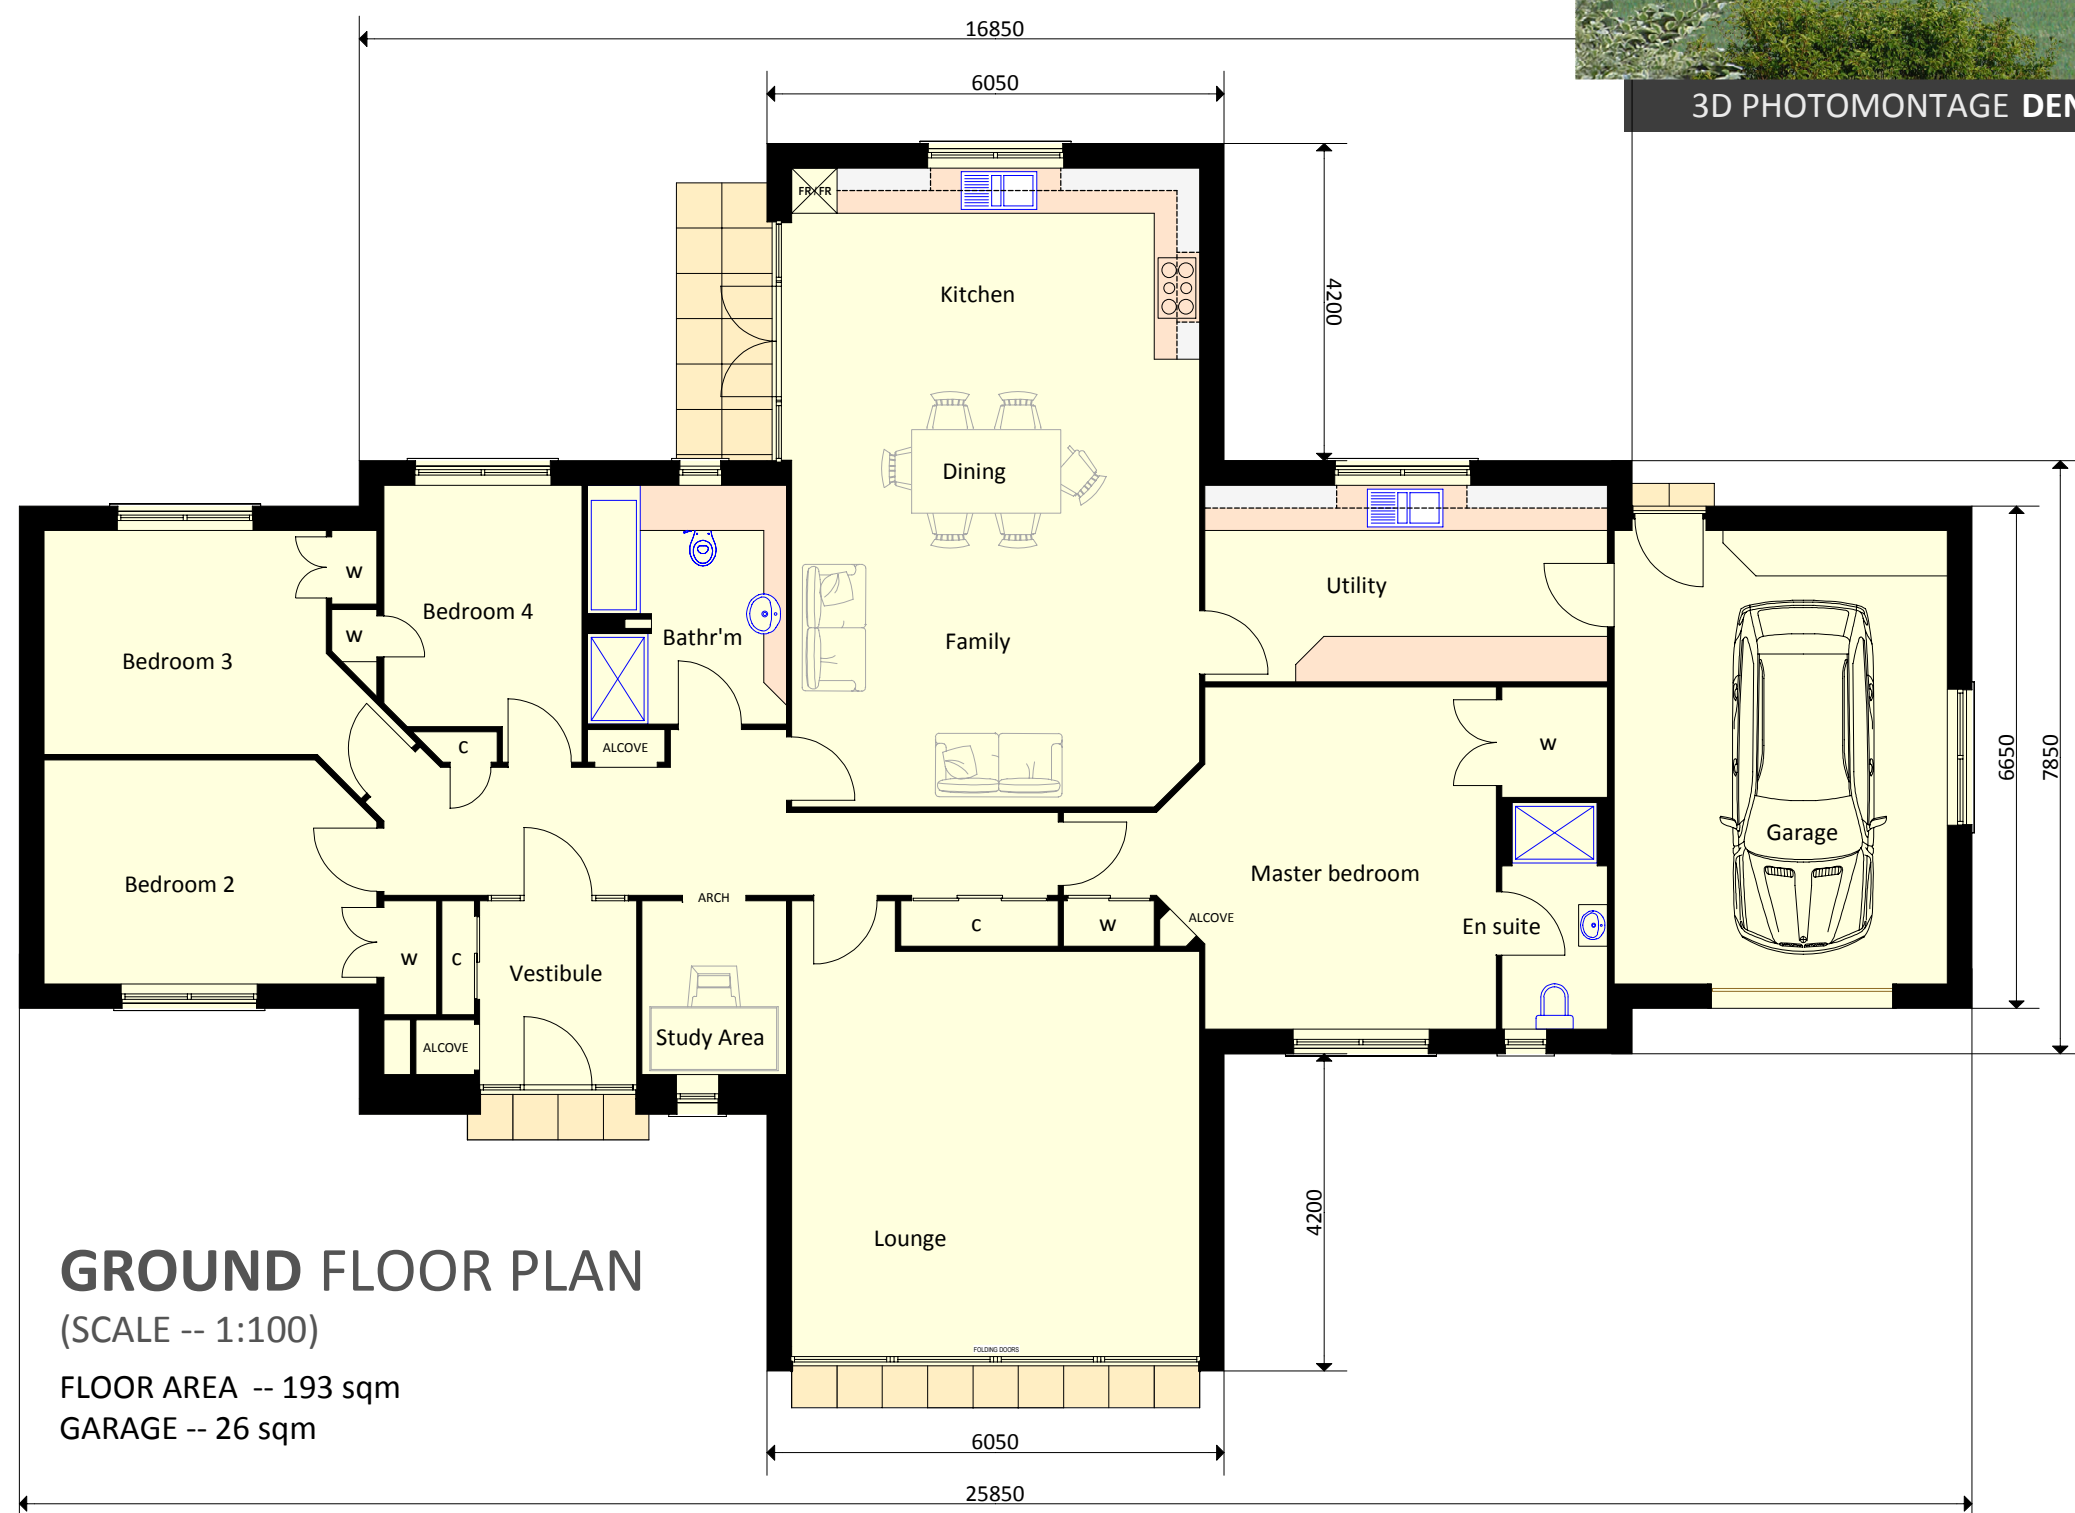 16850
6050
3D PHOTOMONTAGE DEN
FR/FR
4200
Kitchen
Dining
Utility
Bedroom 4
W
W
Bathr'm
Family
Bedroom 3
C
ALCOVE
W
6650
7850
Garage
Master bedroom
Bedroom 2
ARCH
ALCOVE
C
W
En suite
W
C
Vestibule
Study Area
ALCOVE
4200
Lounge
GROUND FLOOR PLAN
(SCALE -- 1:100)
FOLDING DOORS
FLOOR AREA -- 193 sqm
GARAGE -- 26 sqm
6050
25850